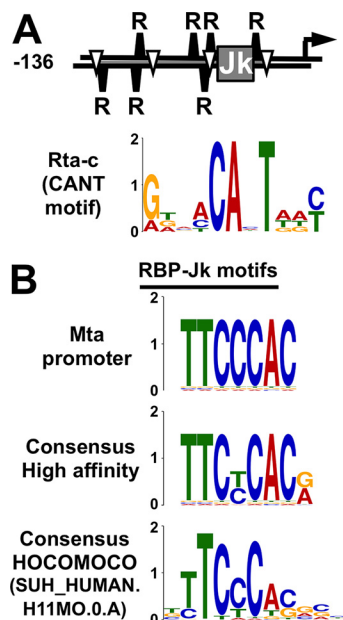 A
R RR R
-136
Jk
R R R
Rta-c
(CANT
motif)
2
1
0
B
RBP-Jk motifs
Mta
promoter
2
1
0
TTCCCAC
Consensus
High affinity
2
1
0
Consensus
HOCOMOCO
(SUH_HUMAN.
H11MO.0.A)
2
1
0